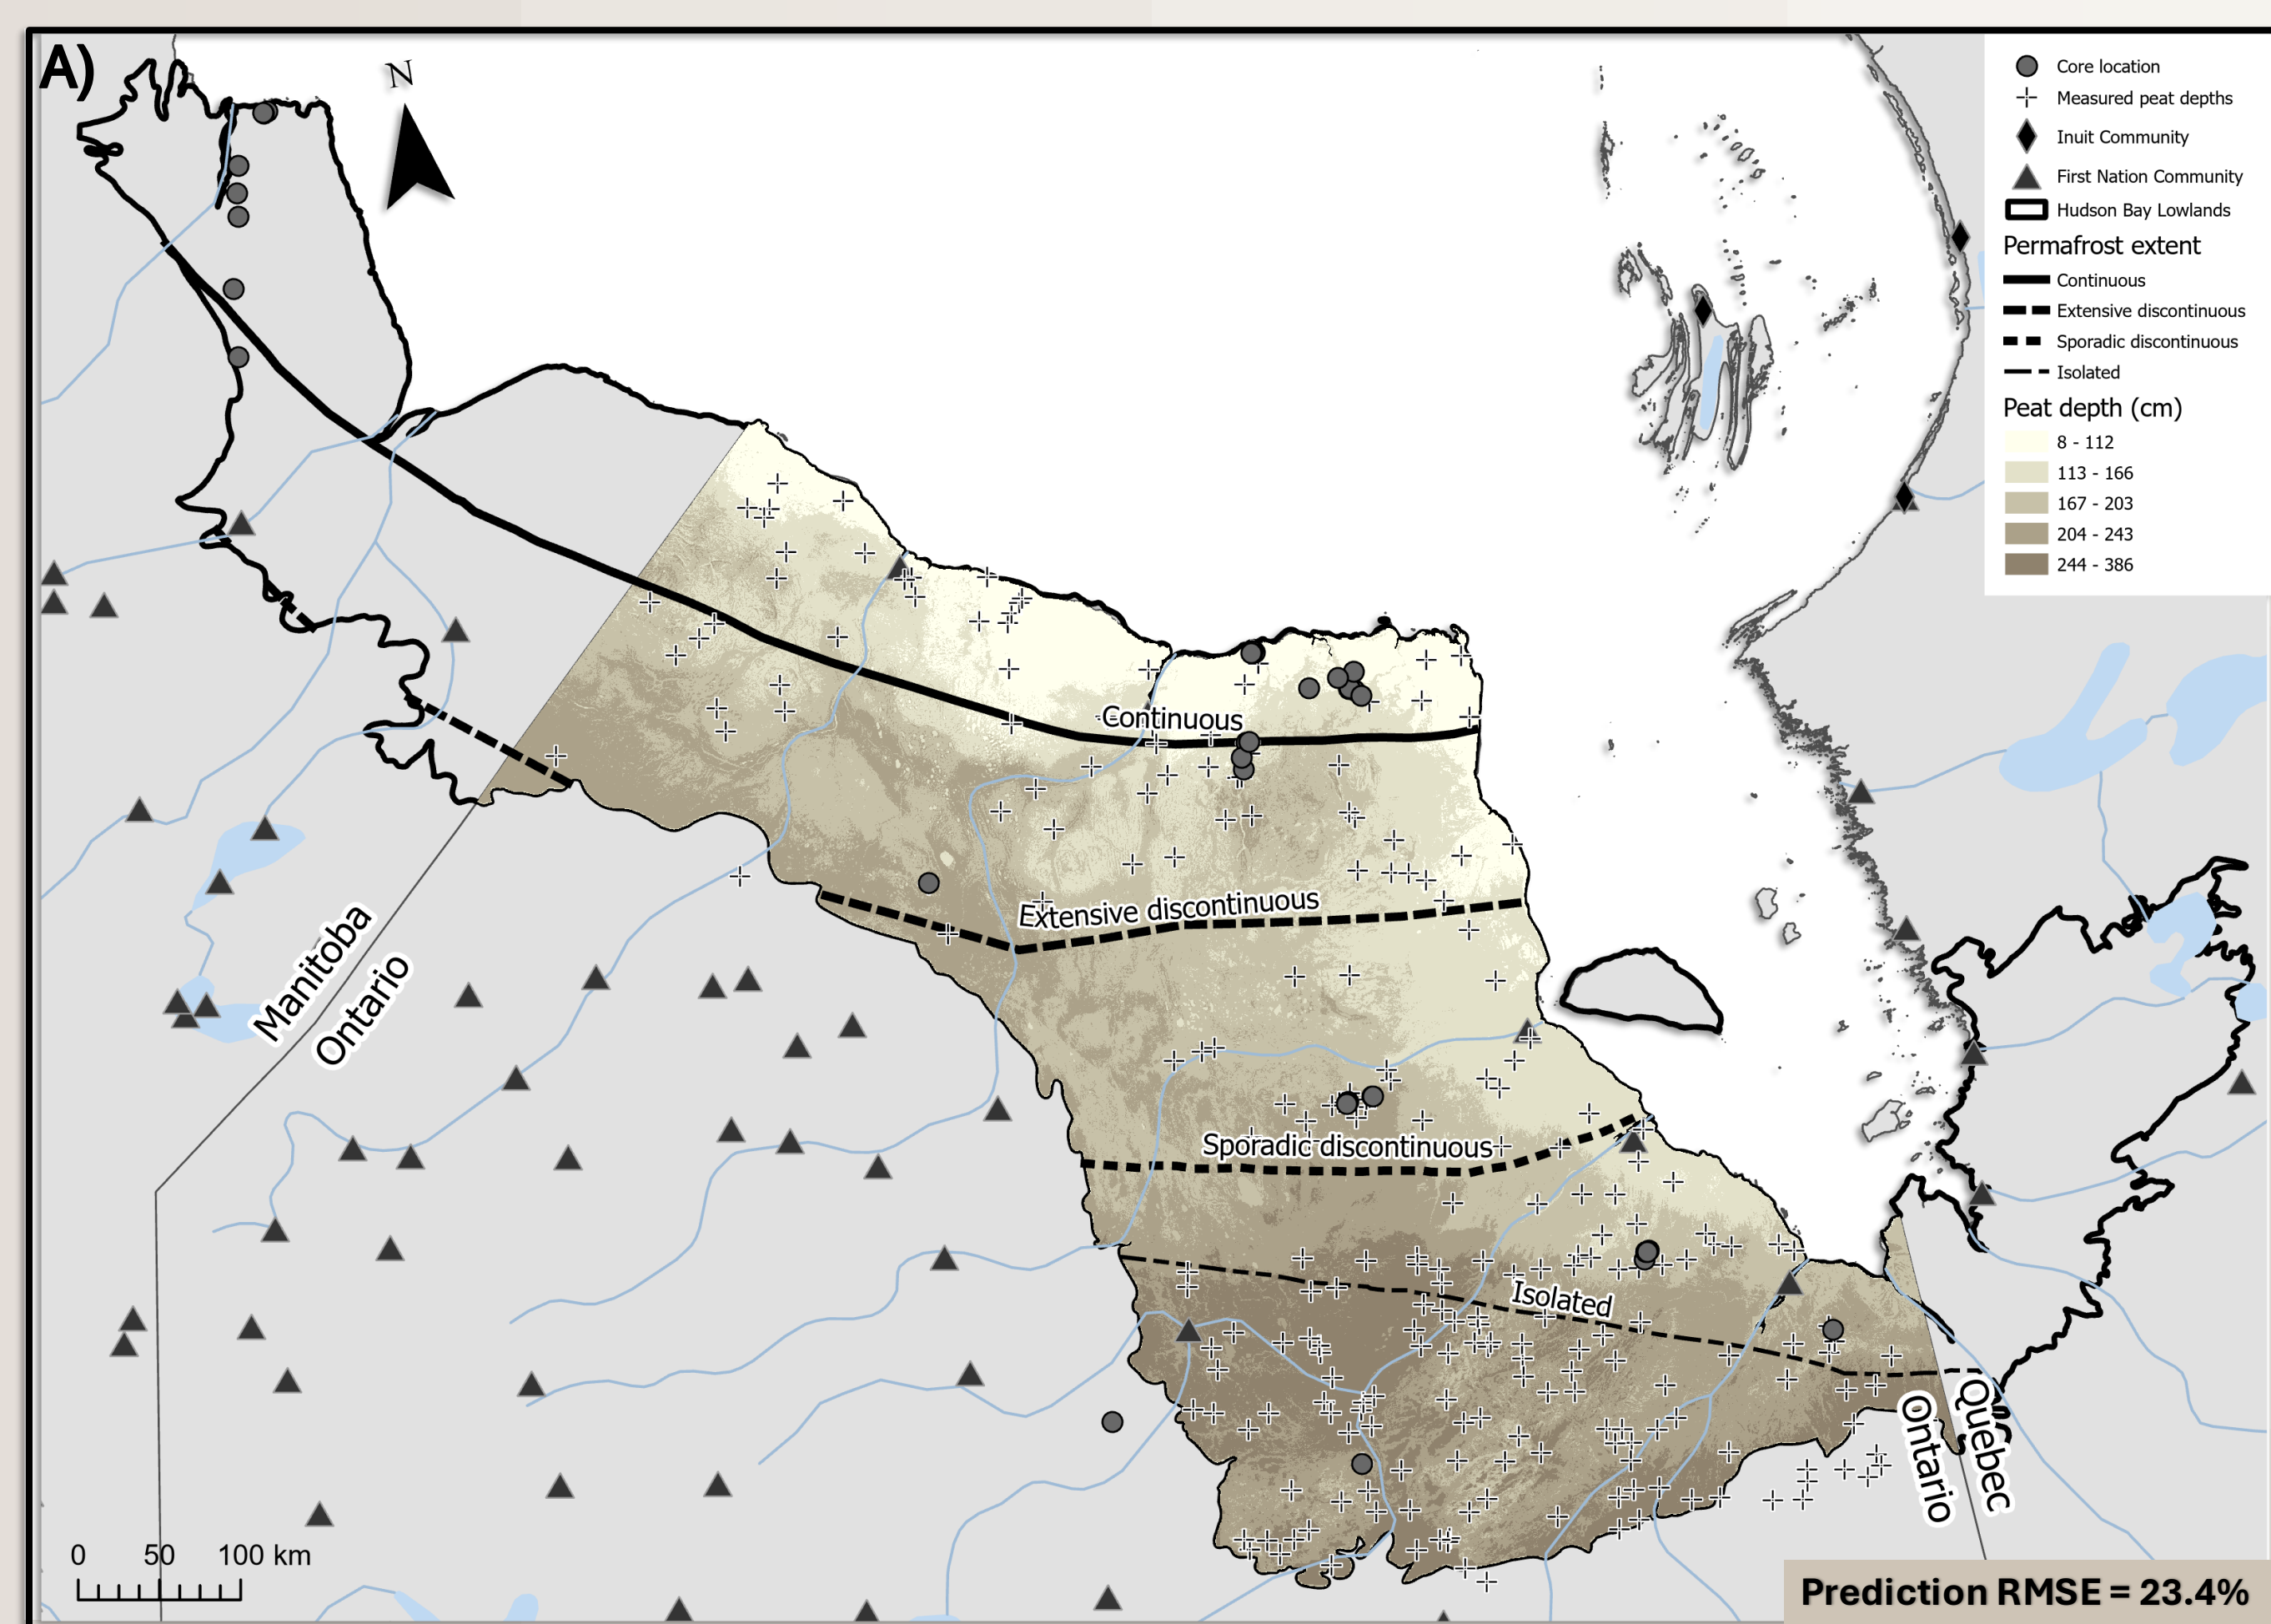 A)
N
Core location
Measured peat depths
Inuit Community
First Nation Community
Hudson Bay Lowlands
Permafrost extent
Continuous
Extensive discontinuous
Sporadic discontinuous
Isolated
Peat depth (cm)
8 - 112
113 - 166
167 - 203
204 - 243
244 - 386
Continuous
Extensive discontinuous
Manitoba
Ontario
Sporadic discontinuous
Isolated
Ontario
Quebec
0 50 100 km
Prediction RMSE = 23.4%